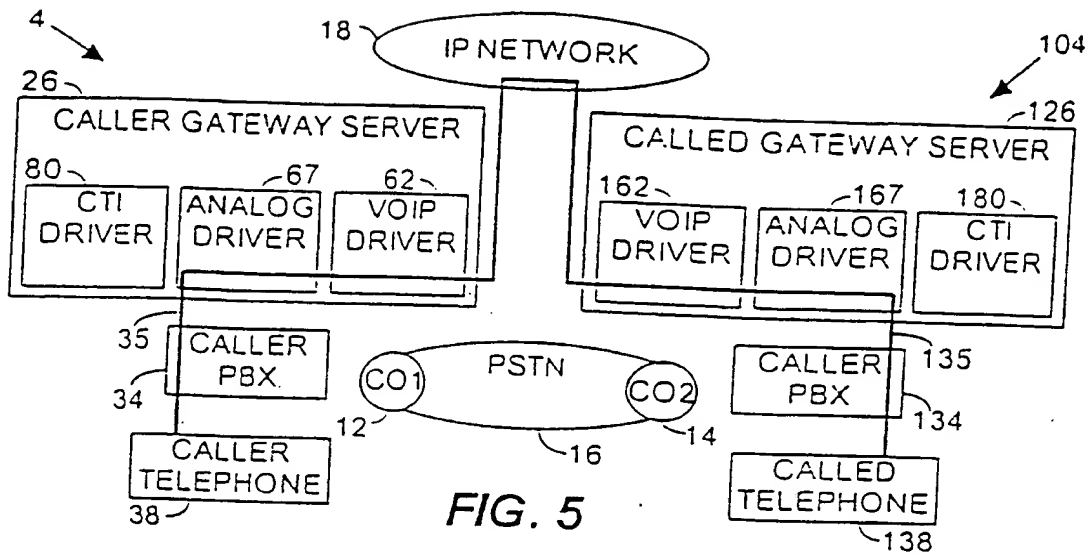 4
18
IP NETWORK
104
26
CALLER GATEWAY SERVER
80
CTI
DRIVER
67
ANALOG
DRIVER
62
VOIP
DRIVER
126
CALLED GATEWAY SERVER
162
VOIP
DRIVER
167
ANALOG
DRIVER
180
CTI
DRIVER
35
CALLER
PBX
34
CO1
PSTN
CO2
12
16
14
135
CALLER
PBX
134
CALLER
TELEPHONE
38
CALLED
TELEPHONE
138
FIG. 5